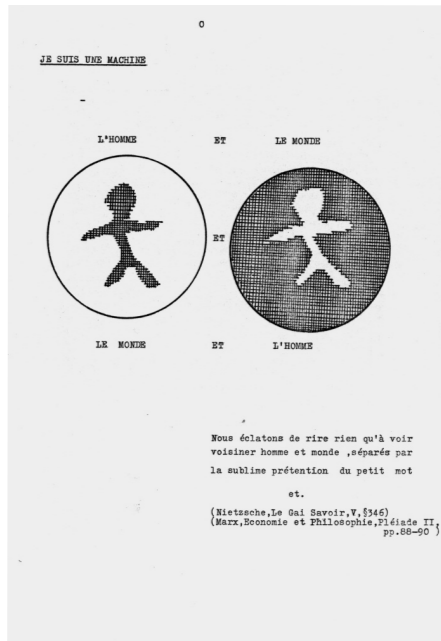 0
JE SUIS UNE MACHINE
L'HOMME ET LE MONDE
ET
LE MONDE ET L'HOMME
Nous éclatons de rire rien qu'à voir
voisiner homme et monde ,séparés par
la sublime prétention du petit mot
et.
(Nietzsche,Le Gai Savoir,V,§346)
(Marx,Economie et Philosophie,Pléiade II,
pp.88-90 )